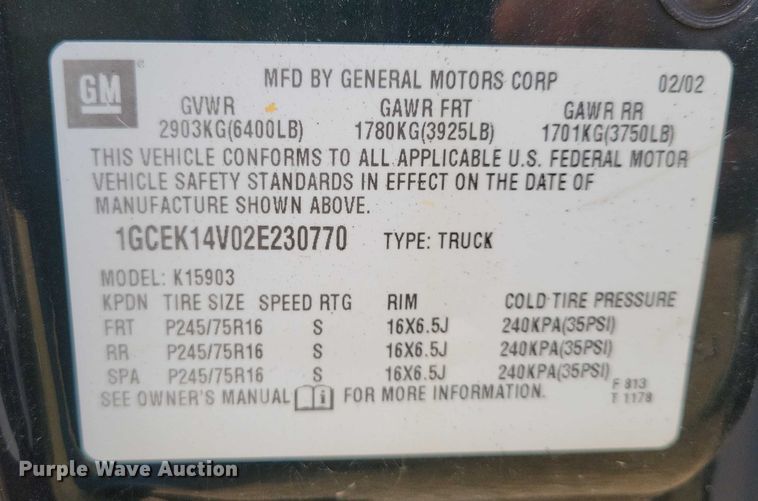 GM ®
MFD BY GENERAL MOTORS CORP 02/02
GVWR GAWR FRT GAWR RR
2903KG(6400LB) 1780KG(3925LB) 1701KG(3750LB)
THIS VEHICLE CONFORMS TO ALL APPLICABLE U.S. FEDERAL MOTOR
VEHICLE SAFETY STANDARDS IN EFFECT ON THE DATE OF
MANUFACTURE SHOWN ABOVE.
1GCEK14V02E230770 TYPE: TRUCK
MODEL: K15903
KPDN TIRE SIZE SPEED RTG RIM COLD TIRE PRESSURE
FRT P245/75R16 S 16X6.5J 240KPA(35PSI)
RR P245/75R16 S 16X6.5J 240KPA(35PSI)
SPA P245/75R16 S 16X6.5J 240KPA(35PSI)
SEE OWNER'S MANUAL i FOR MORE INFORMATION.
F 813
T 1178
Purple Wave Auction